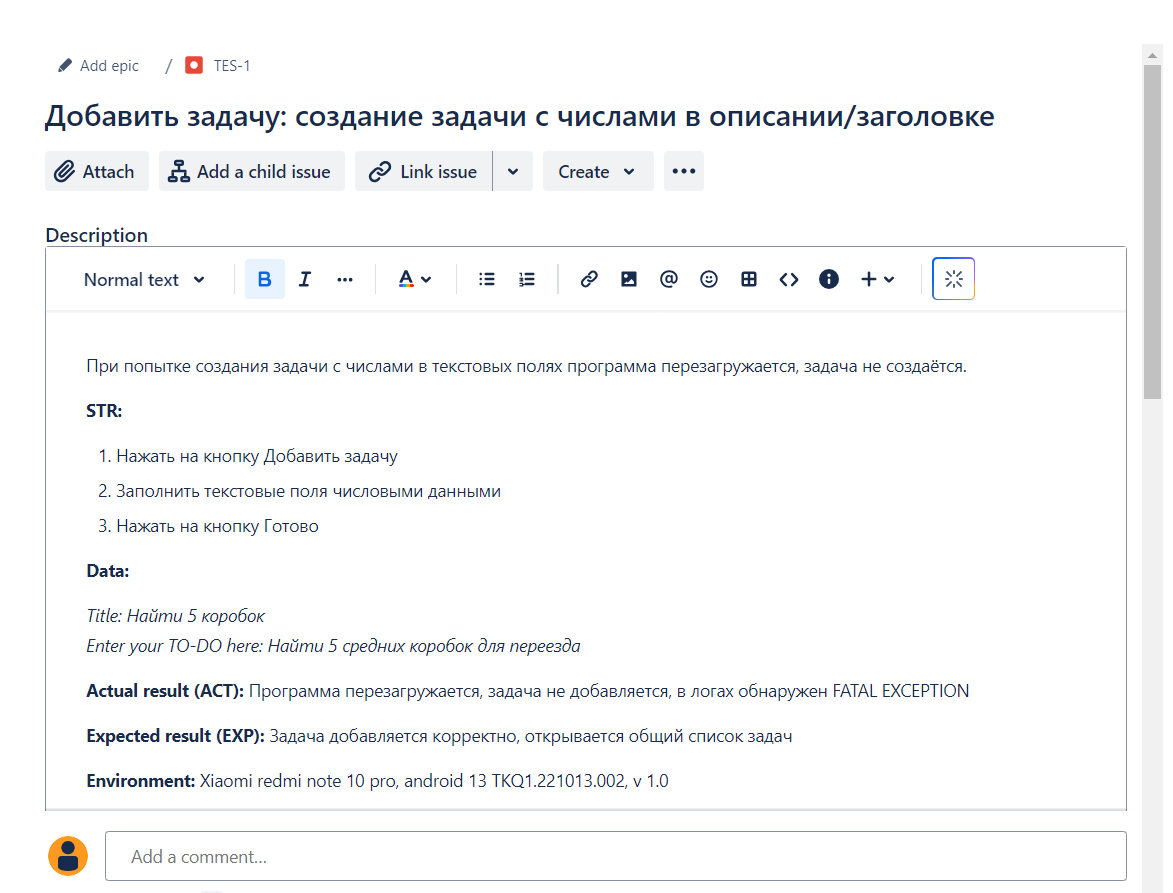 Add epic / TES-1
Добавить задачу: создание задачи с числами в описании/заголовке
Attach Add a child issue Link issue Create
Description
Normal text B I A
При попытке создания задачи с числами в текстовых полях программа перезагружается, задача не создаётся.
STR:
1. Нажать на кнопку Добавить задачу
2. Заполнить текстовые поля числовыми данными
3. Нажать на кнопку Готово
Data:
Title: Найти 5 коробок
Enter your TO-DO here: Найти 5 средних коробок для переезда
Actual result (ACT): Программа перезагружается, задача не добавляется, в логах обнаружен FATAL EXCEPTION
Expected result (EXP): Задача добавляется корректно, открывается общий список задач
Environment: Xiaomi redmi note 10 pro, android 13 TKQ1.221013.002, v 1.0
Add a comment...